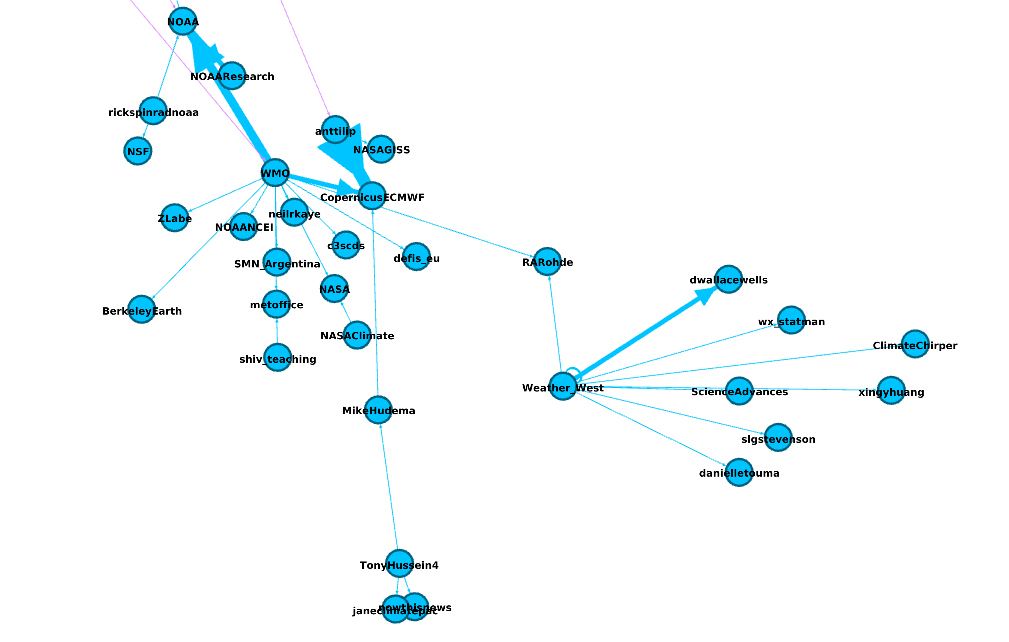 NOAA
NOAAResearch
rickspinradnoaa
anttilip
NSF
NASAGISS
WMO
CopernicusECMWF
neilrkaye
ZLabe
NOAANCEI
c3scds
defis_eu
SMN_Argentina
RARohde
dwallacewells
NASA
metoffice
BerkeleyEarth
wx_statman
NASAClimate
ClimateChirper
shiv_teaching
Weather_West
ScienceAdvances
xingyhuang
MikeHudema
slgstevenson
danielletouma
TonyHussein4
nowthisnews